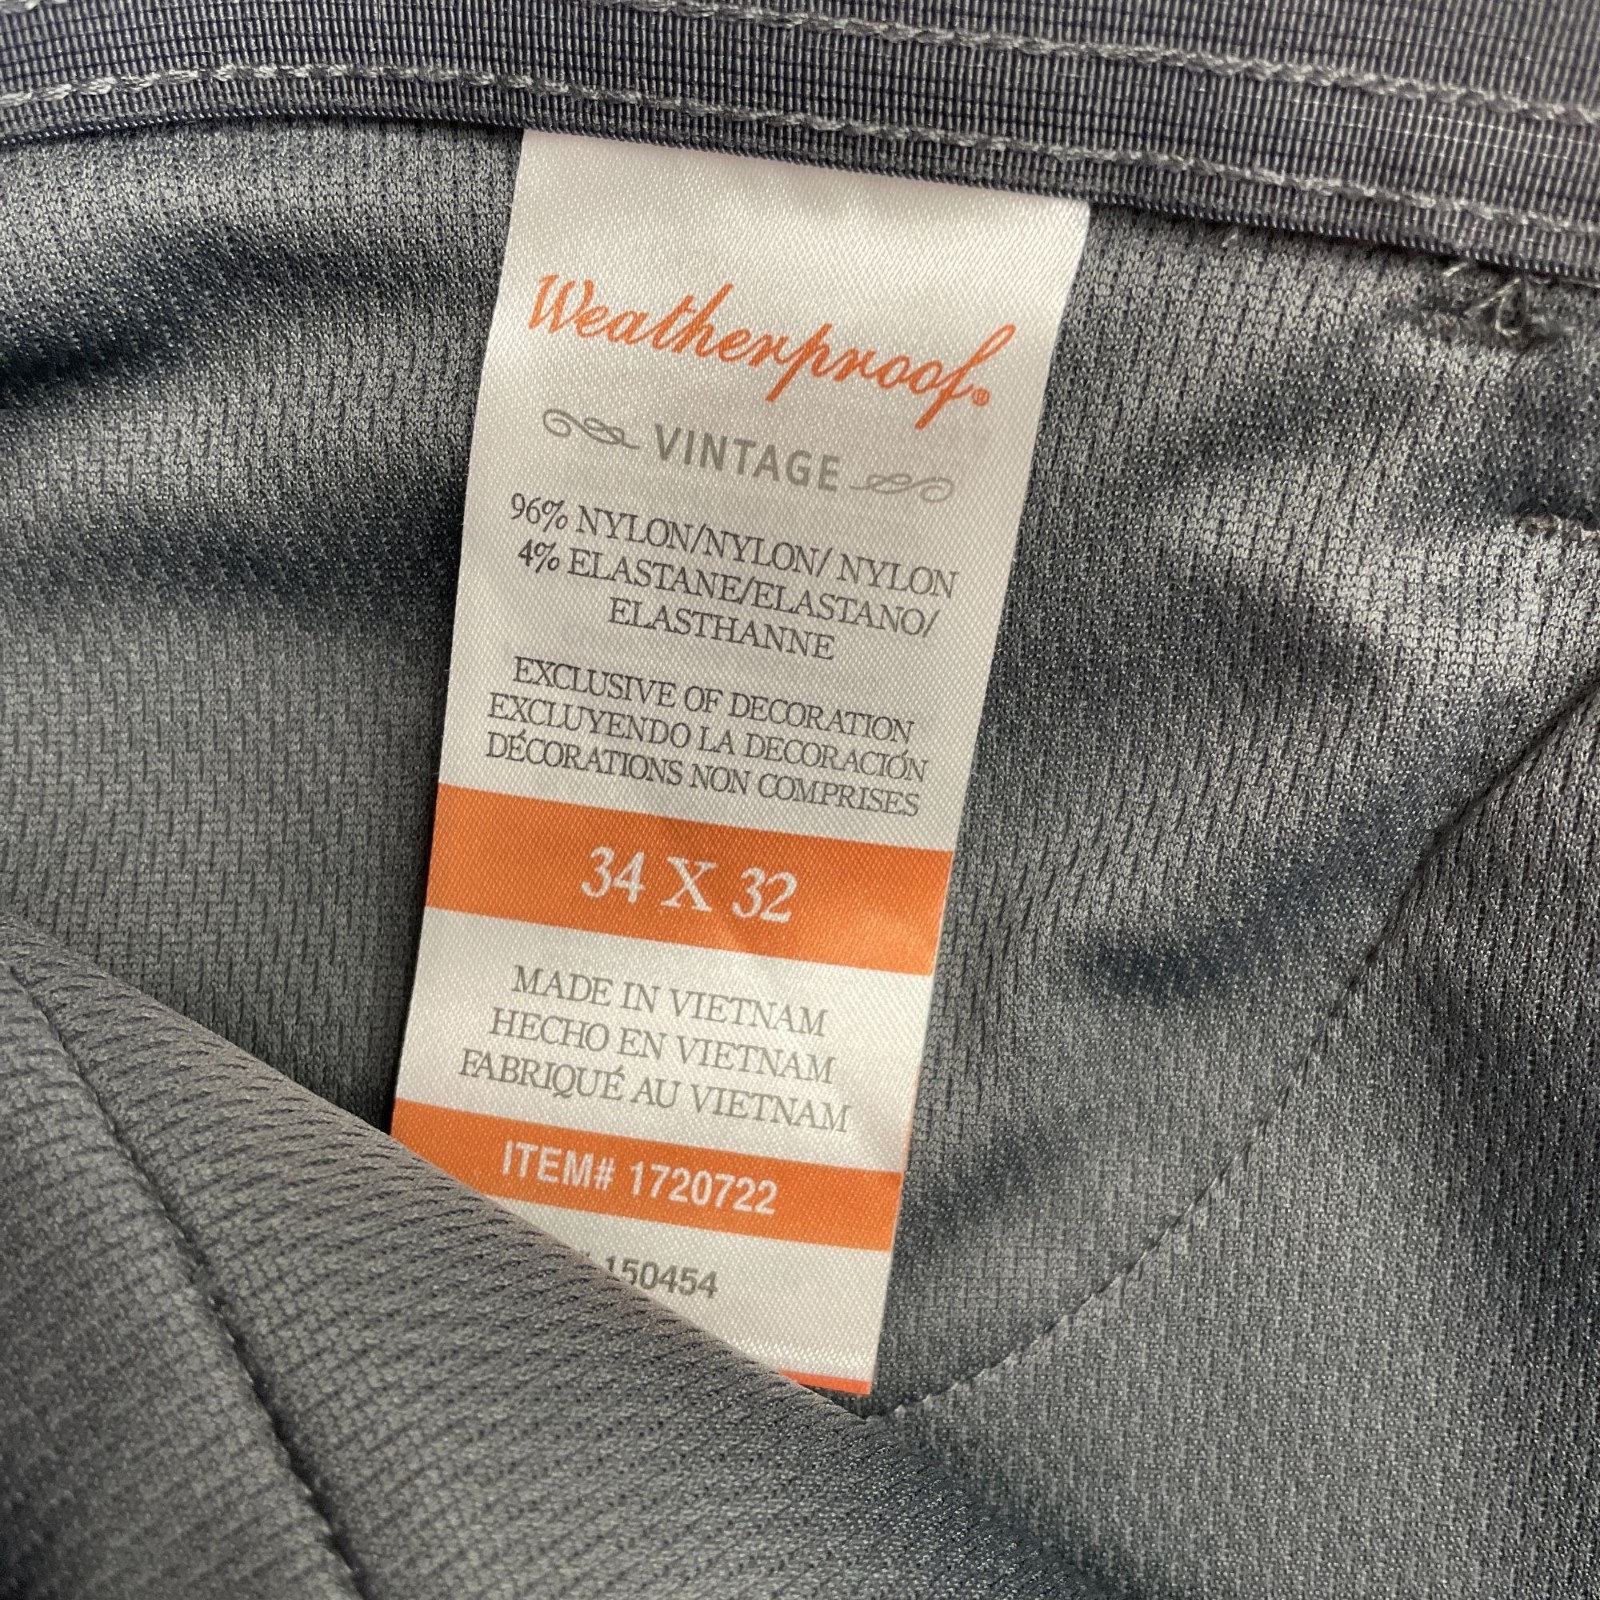 Weatherproof®
VINTAGE
96% NYLON/NYLON/ NYLON
4% ELASTANE/ELASTANO/
ELASTHANNE
EXCLUSIVE OF DECORATION
EXCLUYENDO LA DECORACIÓN
DÉCORATIONS NON COMPRISES
34 X 32
MADE IN VIETNAM
HECHO EN VIETNAM
FABRIQUÉ AU VIETNAM
ITEM# 1720722
150454